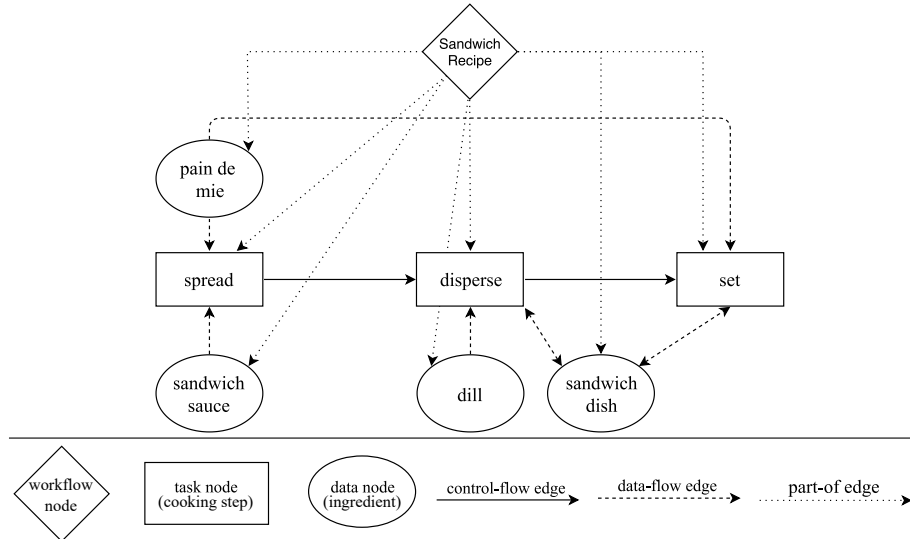 Sandwich
Recipe
pain de
mie
spread
disperse
set
sandwich
sauce
dill
sandwich
dish
workflow
node
task node
(cooking step)
data node
(ingredient)
control-flow edge
data-flow edge
part-of edge